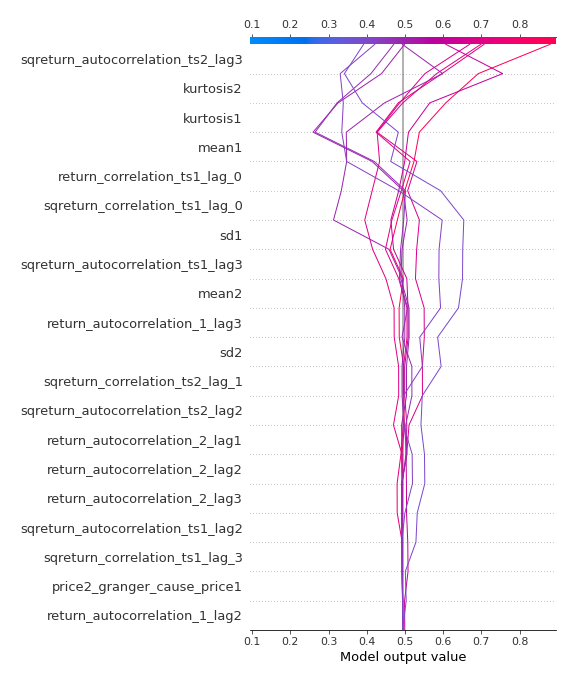 0.1 0.2 0.3 0.4 0.5 0.6 0.7 0.8
sqreturn_autocorrelation_ts2_lag3
kurtosis2
kurtosis1
mean1
return_correlation_ts1_lag_0
sqreturn_correlation_ts1_lag_0
sd1
sqreturn_autocorrelation_ts1_lag3
mean2
return_autocorrelation_1_lag3
sd2
sqreturn_correlation_ts2_lag_1
sqreturn_autocorrelation_ts2_lag2
return_autocorrelation_2_lag1
return_autocorrelation_2_lag2
return_autocorrelation_2_lag3
sqreturn_autocorrelation_ts1_lag2
sqreturn_correlation_ts1_lag_3
price2_granger_cause_price1
return_autocorrelation_1_lag2
0.1 0.2 0.3 0.4 0.5 0.6 0.7 0.8
Model output value